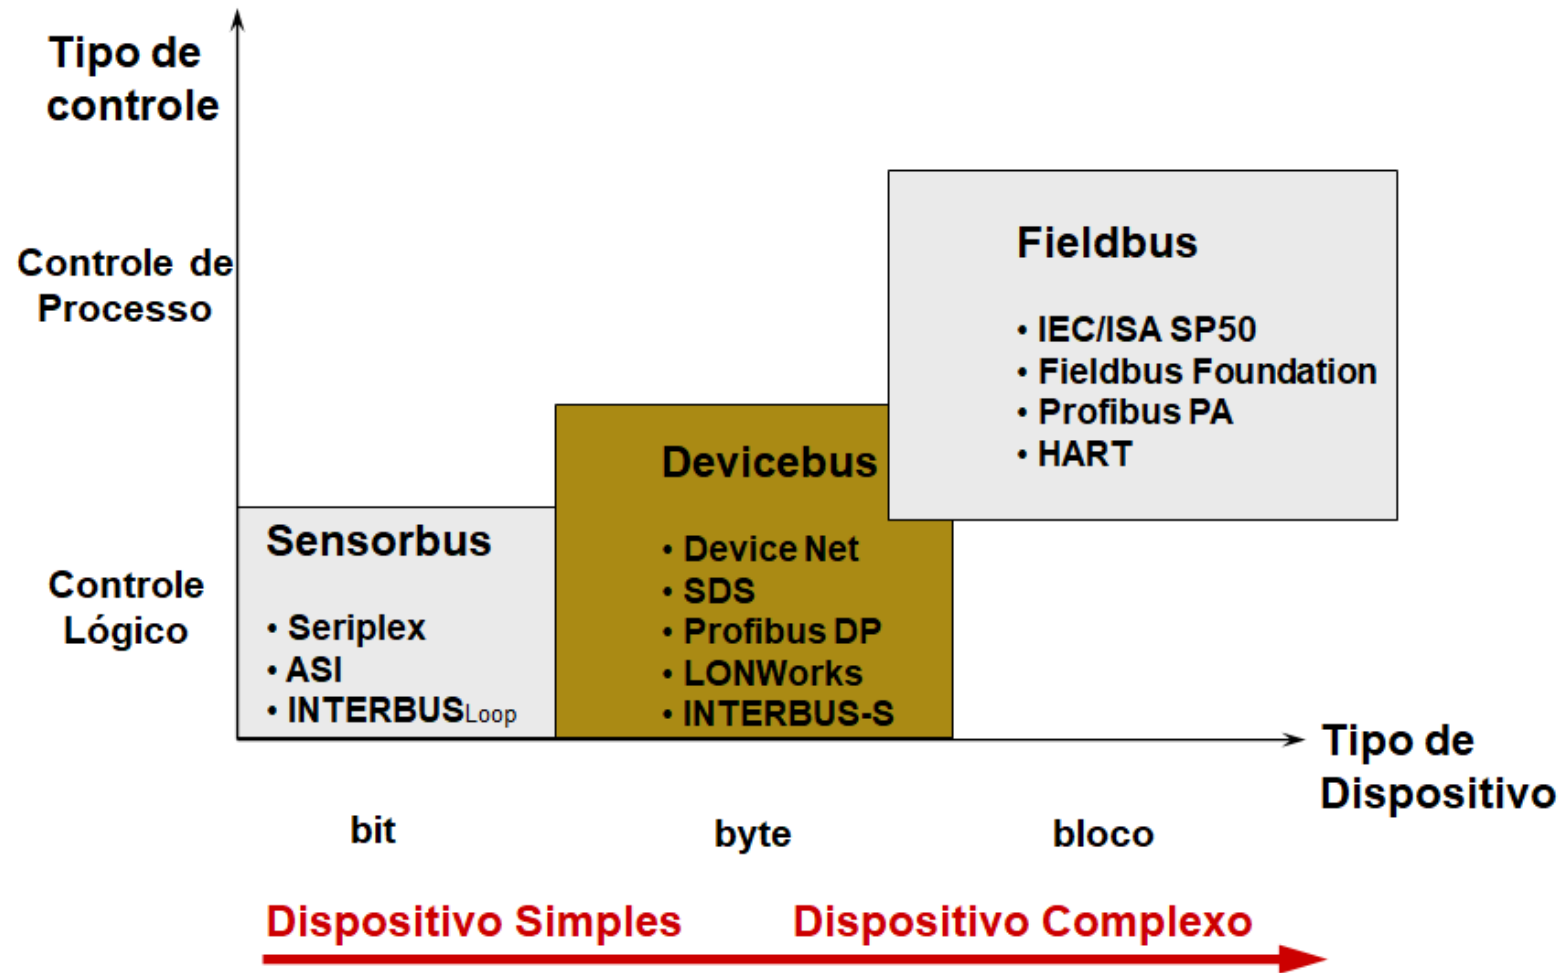 Tipo de
controle
Controle de
Processo
Fieldbus
• IEC/ISA SP50
• Fieldbus Foundation
• Profibus PA
• HART
Devicebus
• Device Net
• SDS
• Profibus DP
• LONWorks
• INTERBUS-S
Sensorbus
• Seriplex
• ASI
• INTERBUSLoop
Controle
Lógico
Tipo de
Dispositivo
bit
byte
bloco
Dispositivo Simples
Dispositivo Complexo